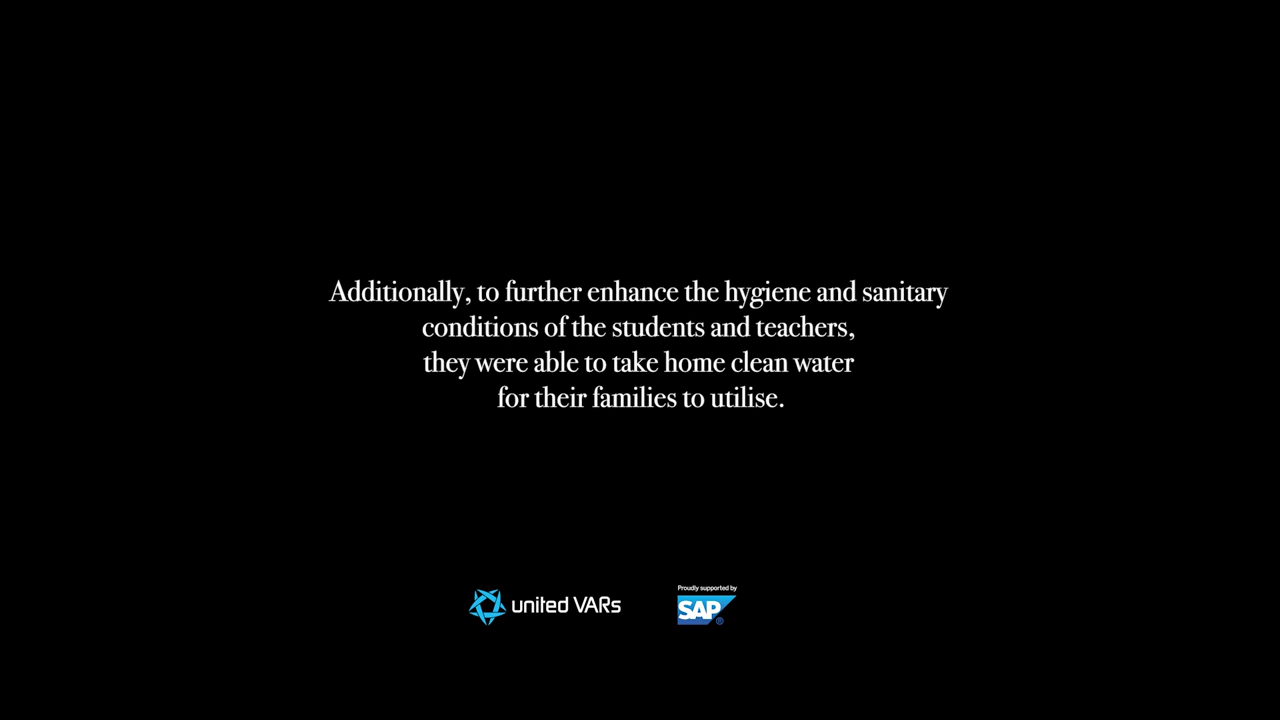 Additionally, to further enhance the hygiene and sanitary
conditions of the students and teachers,
they were able to take home clean water
for their families to utilise.
united VARs
Proudly supported by
SAP®